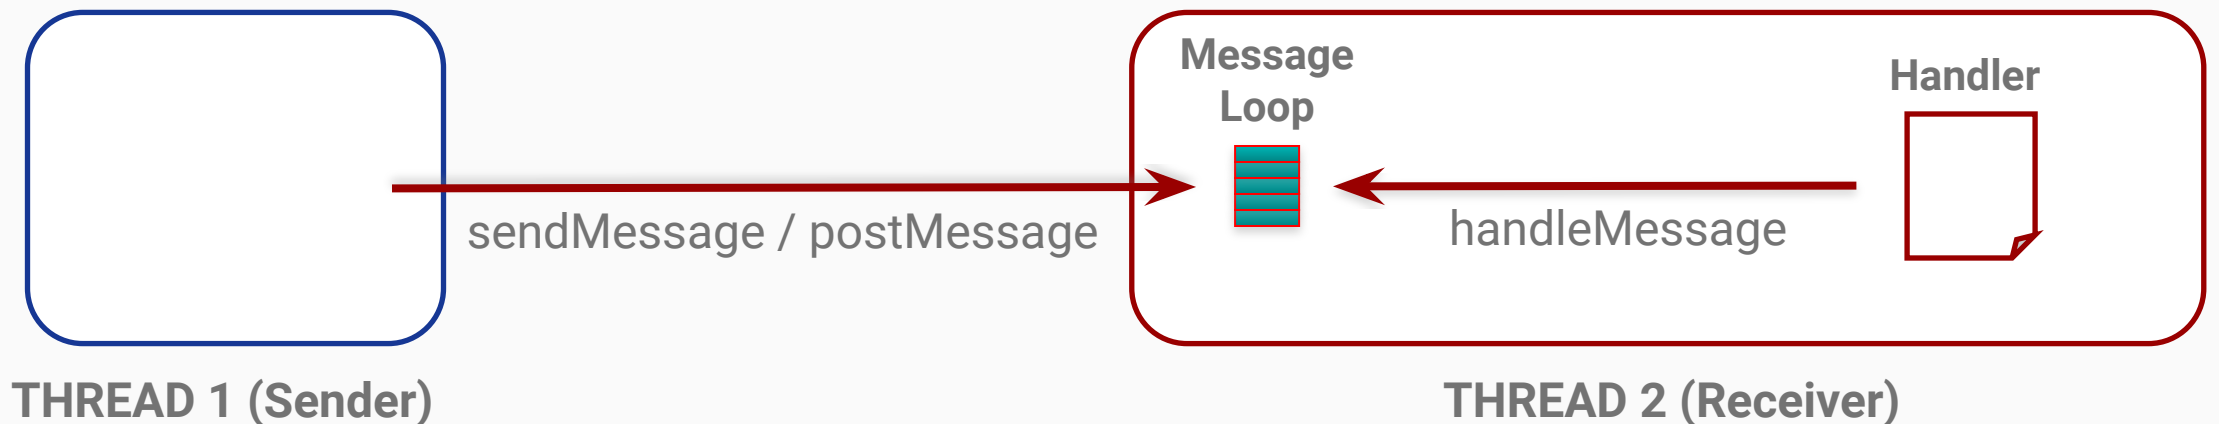 Message
Loop
Handler
sendMessage / postMessage
handleMessage
THREAD 1 (Sender)
THREAD 2 (Receiver)